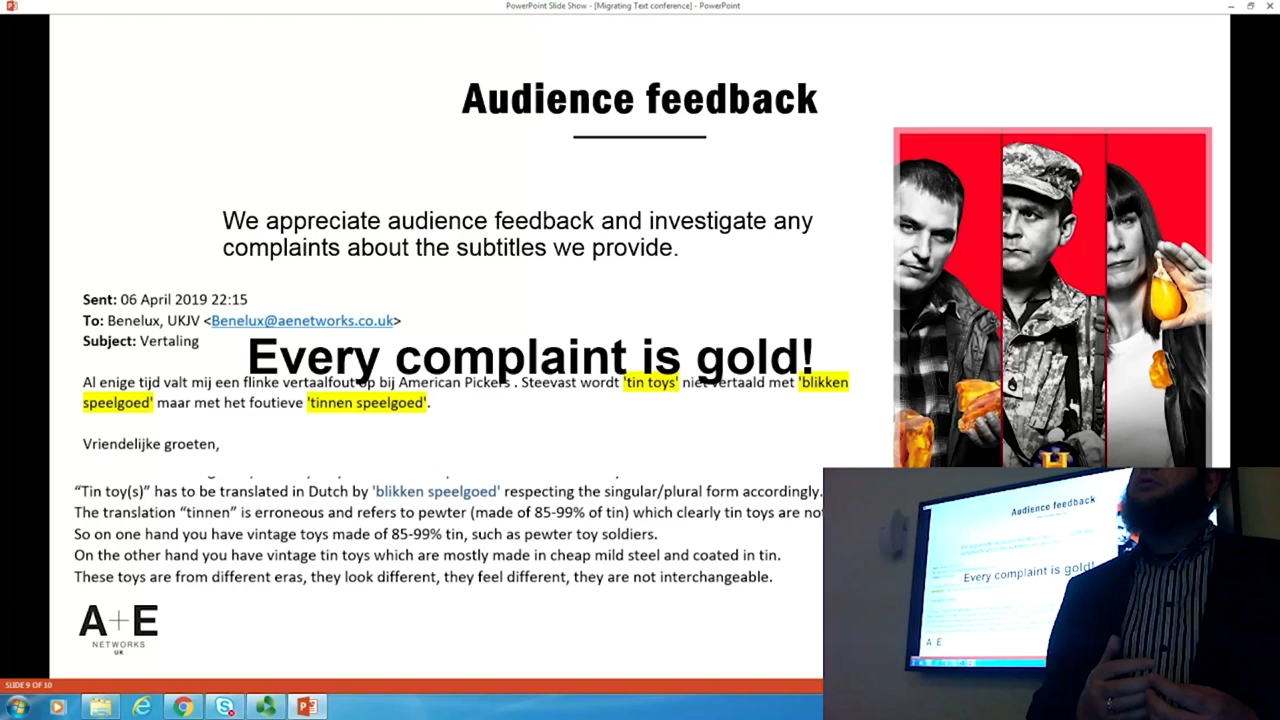 PowerPoint Slide Show - [Migrating Text conference] - PowerPoint
Audience feedback
We appreciate audience feedback and investigate any
complaints about the subtitles we provide.
Sent: 06 April 2019 22:15
To: Benelux, UKJV <Benelux@aenetworks.co.uk>
Subject: Vertaling
Every complaint is gold!
Al enige tijd valt mij een flinke vertaalfout op bij American Pickers . Steevast wordt 'tin toys' niet vertaald met 'blikken
speelgoed' maar met het foutieve 'tinnen speelgoed'.
Vriendelijke groeten,
“Tin toy(s)” has to be translated in Dutch by 'blikken speelgoed' respecting the singular/plural form accordingly.
The translation “tinnen” is erroneous and refers to pewter (made of 85-99% of tin) which clearly tin toys are not
So on one hand you have vintage toys made of 85-99% tin, such as pewter toy soldiers.
On the other hand you have vintage tin toys which are mostly made in cheap mild steel and coated in tin.
These toys are from different eras, they look different, they feel different, they are not interchangeable.
A+E
NETWORKS
UK
H
SLIDE 9 OF 10
Audience feedback
Every complaint is gold!
A E